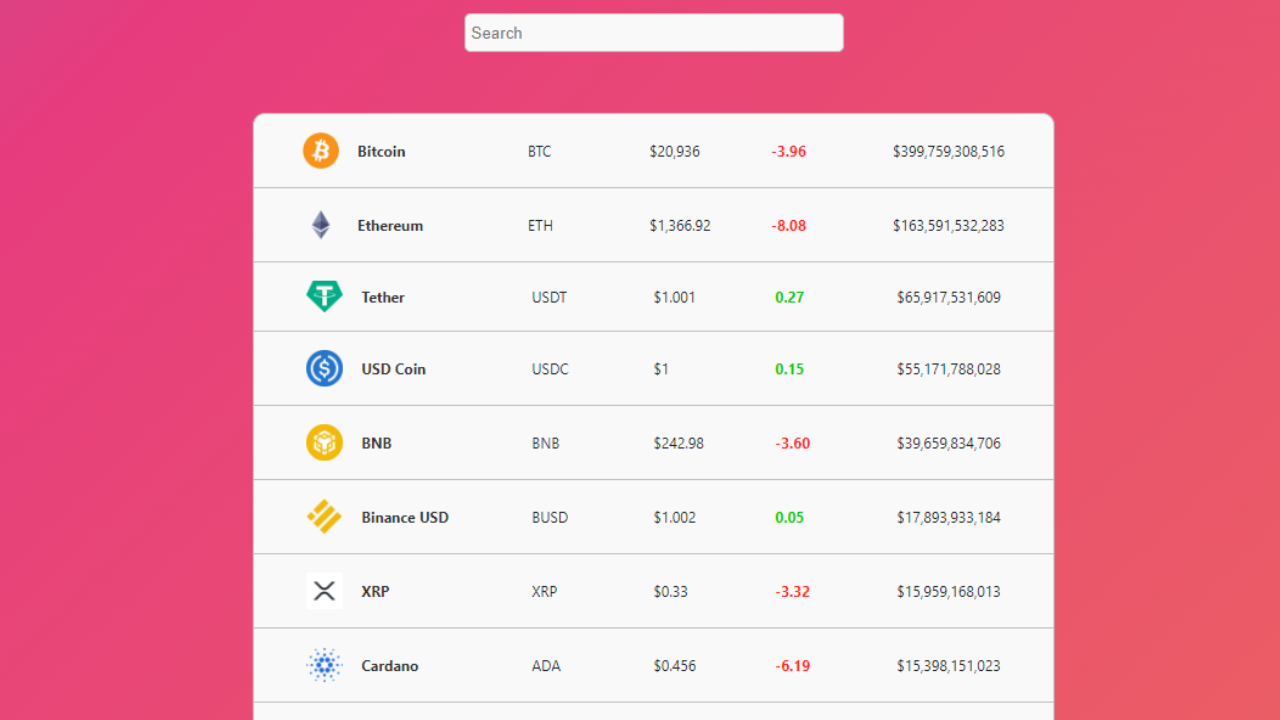 Search
Bitcoin BTC $20,936 -3.96 $399,759,308,516
Ethereum ETH $1,366.92 -8.08 $163,591,532,283
Tether USDT $1.001 0.27 $65,917,531,609
USD Coin USDC $1 0.15 $55,171,788,028
BNB BNB $242.98 -3.60 $39,659,834,706
Binance USD BUSD $1.002 0.05 $17,893,933,184
XRP XRP $0.33 -3.32 $15,959,168,013
Cardano ADA $0.456 -6.19 $15,398,151,023